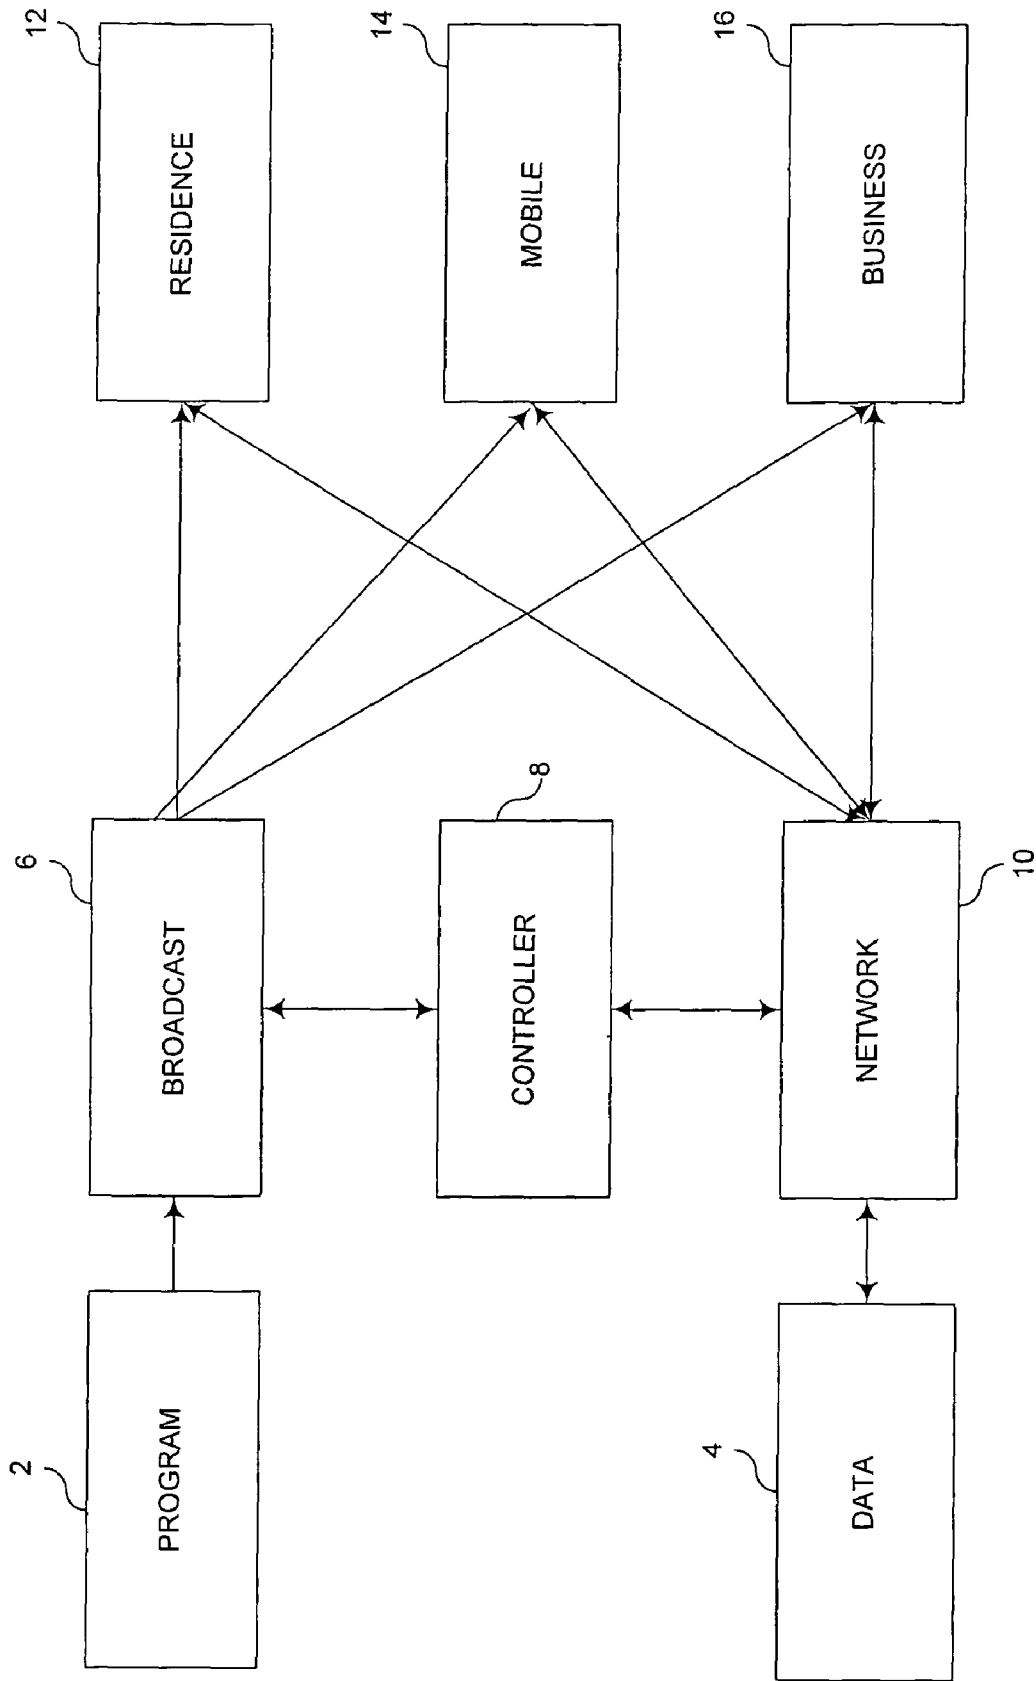 2
PROGRAM
6
BROADCAST
12
RESIDENCE
8
CONTROLLER
14
MOBILE
4
DATA
10
NETWORK
16
BUSINESS